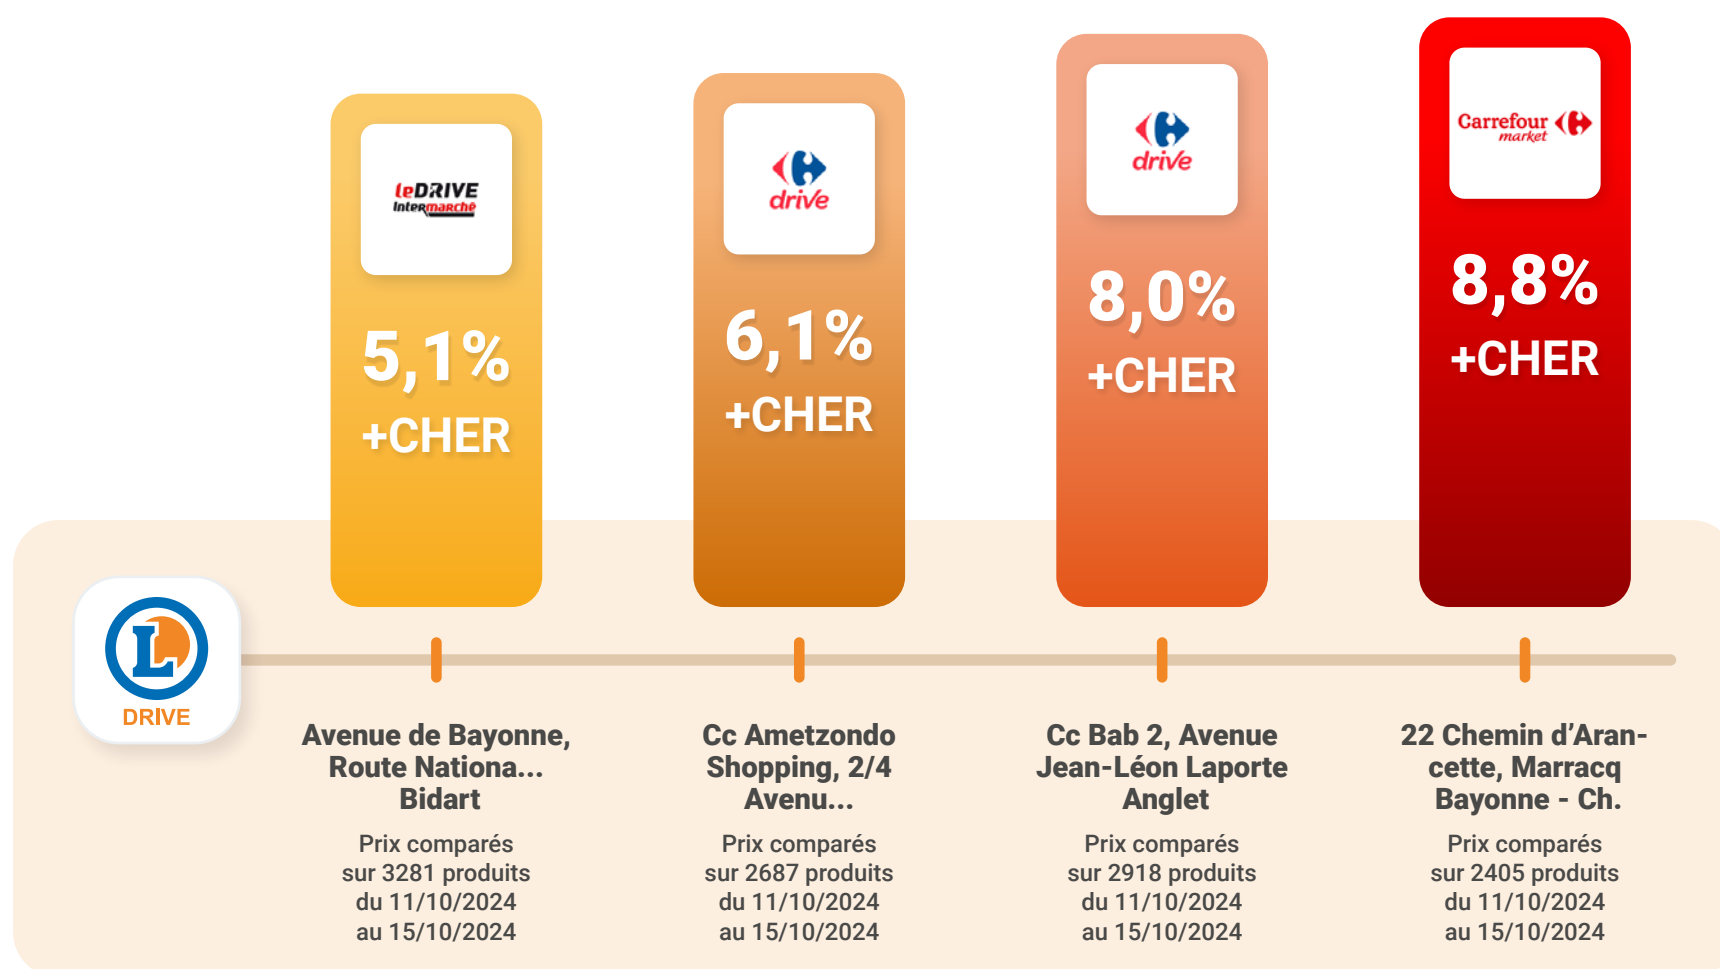 leDRIVE
Intermarché
5,1%
+CHER
drive
6,1%
+CHER
drive
8,0%
+CHER
Carrefour
market
8,8%
+CHER
L
DRIVE
Avenue de Bayonne,
Route Nationa...
Bidart
Prix comparés
sur 3281 produits
du 11/10/2024
au 15/10/2024
Cc Ametzondo
Shopping, 2/4
Avenu...
Prix comparés
sur 2687 produits
du 11/10/2024
au 15/10/2024
Cc Bab 2, Avenue
Jean-Léon Laporte
Anglet
Prix comparés
sur 2918 produits
du 11/10/2024
au 15/10/2024
22 Chemin d’Aran-
cette, Marracq
Bayonne - Ch.
Prix comparés
sur 2405 produits
du 11/10/2024
au 15/10/2024